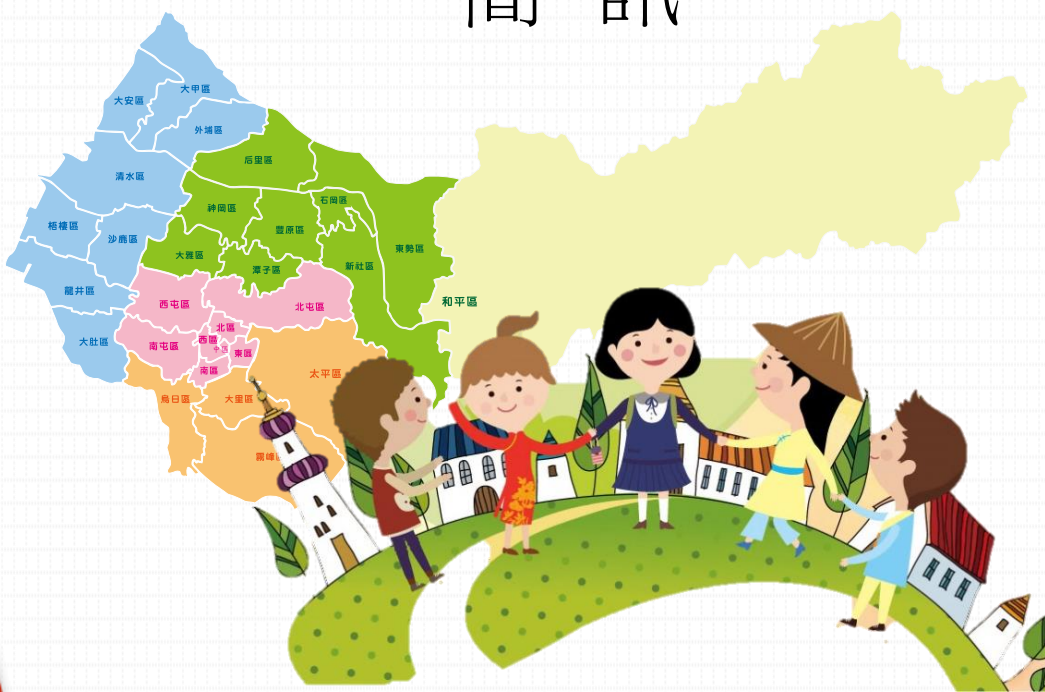 簡訊
大甲區
大安區
外埔區
后里區
清水區
石岡區
神岡區
梧棲區
豐原區
沙鹿區
東勢區
大雅區
新社區
潭子區
龍井區
和平區
西屯區
北屯區
北區
西區
大肚區
南屯區
中區
東區
南區
太平區
烏日區
大里區
霧峰